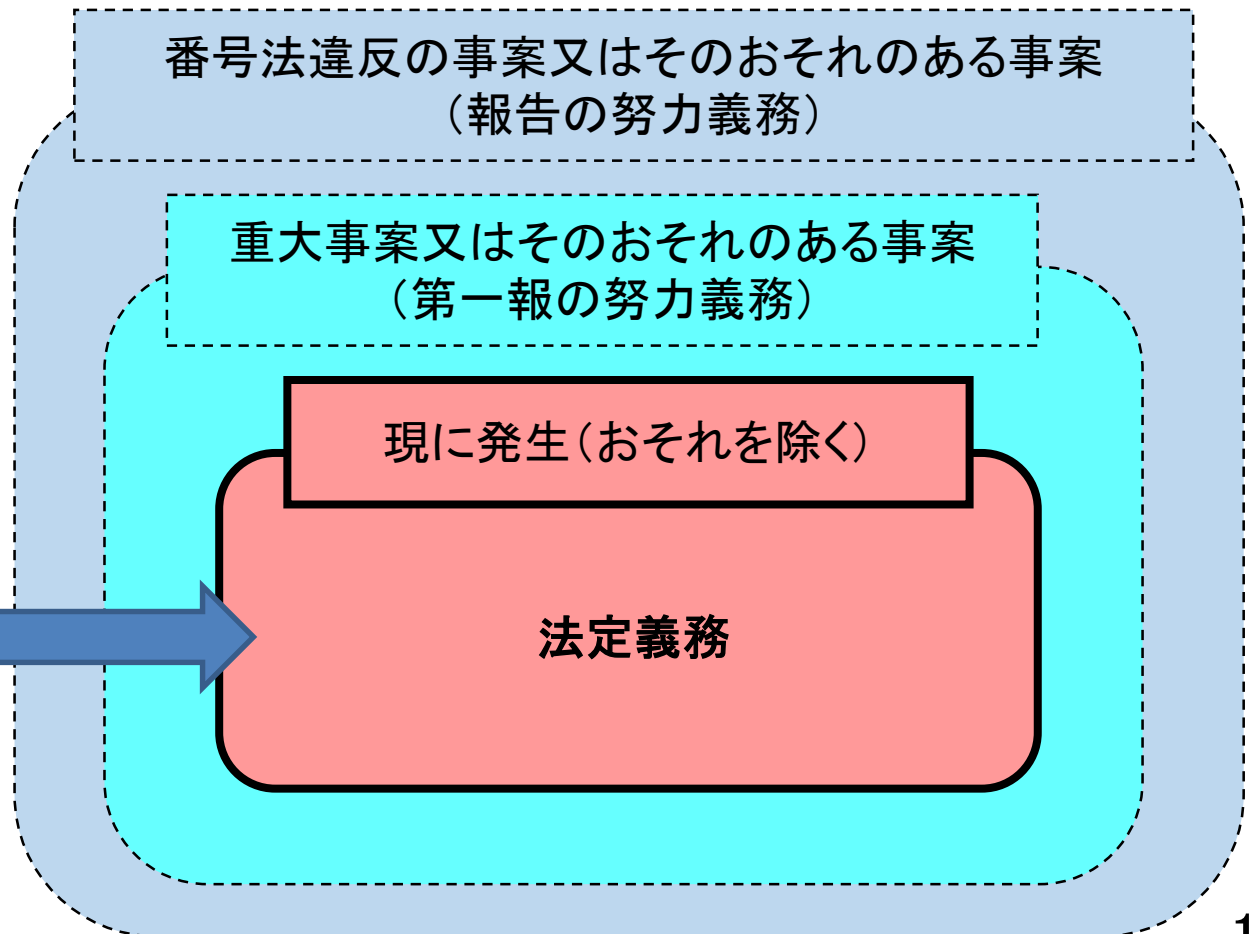 番号法違反の事案又はそのおそれのある事案
（報告の努力義務）
重大事案又はそのおそれのある事案
（第一報の努力義務）
現に発生（おそれを除く）
法定義務